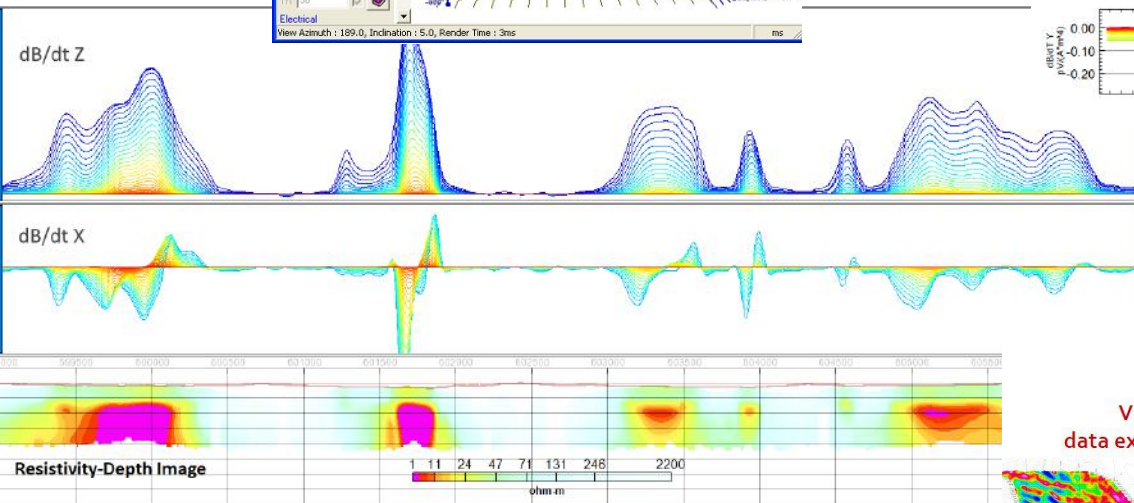 Electrical
View Azimuth : 189.0, Inclination : 5.0, Render Time : 3ms
ms
dB/dt Z
dB/dT Y
pV/(A*m^4)
0.00
-0.10
-0.20
dB/dt X
599500 600000 600500 601000 601500 602000 602500 603000 603500 604000 604500 605000
Resistivity-Depth Image
1 11 24 47 71 131 246 2200
ohm-m
V
data ex